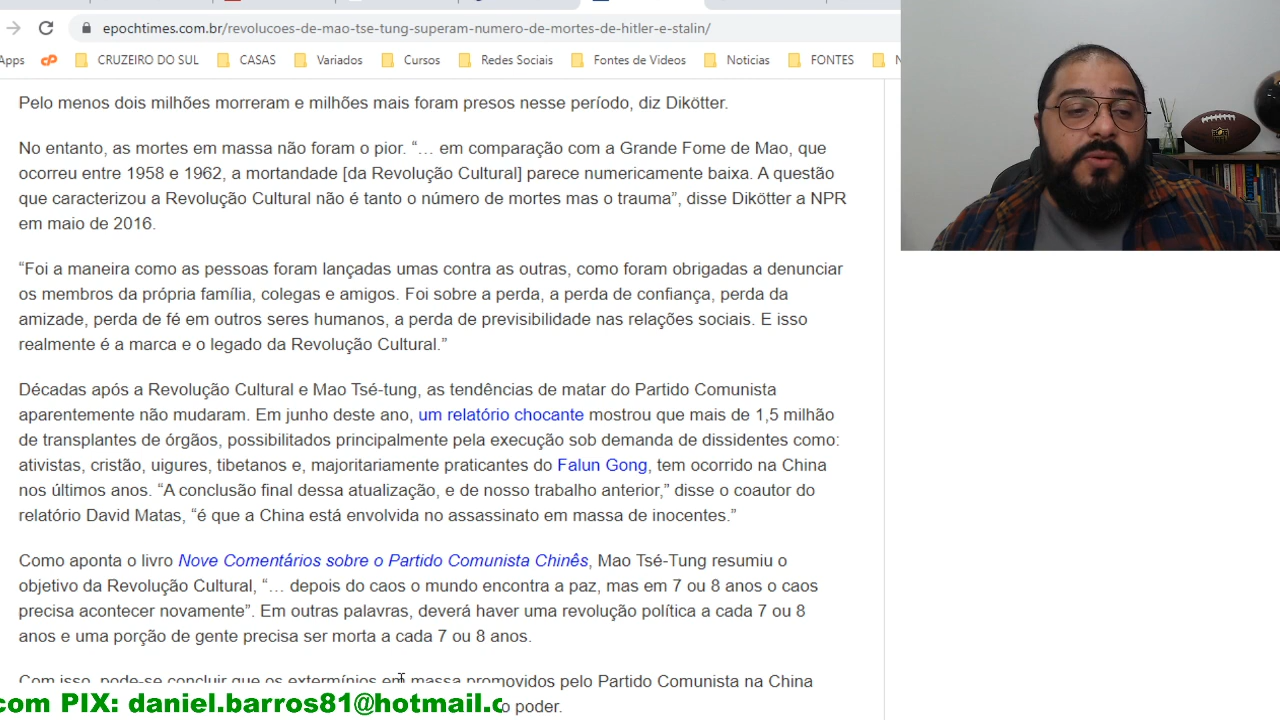 epochtimes.com.br/revolucoes-de-mao-tse-tung-superam-numero-de-mortes-de-hitler-e-stalin/
Apps CRUZEIRO DO SUL CASAS Variados Cursos Redes Sociais Fontes de Videos Noticias FONTES
Pelo menos dois milhões morreram e milhões mais foram presos nesse período, diz Dikötter.
No entanto, as mortes em massa não foram o pior. “… em comparação com a Grande Fome de Mao, que
ocorreu entre 1958 e 1962, a mortandade [da Revolução Cultural] parece numericamente baixa. A questão
que caracterizou a Revolução Cultural não é tanto o número de mortes mas o trauma”, disse Dikötter a NPR
em maio de 2016.
“Foi a maneira como as pessoas foram lançadas umas contra as outras, como foram obrigadas a denunciar
os membros da própria família, colegas e amigos. Foi sobre a perda, a perda de confiança, perda da
amizade, perda de fé em outros seres humanos, a perda de previsibilidade nas relações sociais. E isso
realmente é a marca e o legado da Revolução Cultural.”
Décadas após a Revolução Cultural e Mao Tsé-tung, as tendências de matar do Partido Comunista
aparentemente não mudaram. Em junho deste ano, um relatório chocante mostrou que mais de 1,5 milhão
de transplantes de órgãos, possibilitados principalmente pela execução sob demanda de dissidentes como:
ativistas, cristão, uigures, tibetanos e, majoritariamente praticantes do Falun Gong, tem ocorrido na China
nos últimos anos. “A conclusão final dessa atualização, e de nosso trabalho anterior,” disse o coautor do
relatório David Matas, “é que a China está envolvida no assassinato em massa de inocentes.”
Como aponta o livro Nove Comentários sobre o Partido Comunista Chinês, Mao Tsé-Tung resumiu o
objetivo da Revolução Cultural, “… depois do caos o mundo encontra a paz, mas em 7 ou 8 anos o caos
precisa acontecer novamente”. Em outras palavras, deverá haver uma revolução política a cada 7 ou 8
anos e uma porção de gente precisa ser morta a cada 7 ou 8 anos.
Com isso, pode-se concluir que os extermínios em massa promovidos pelo Partido Comunista na China
com PIX: daniel.barros81@hotmail.c
o poder.